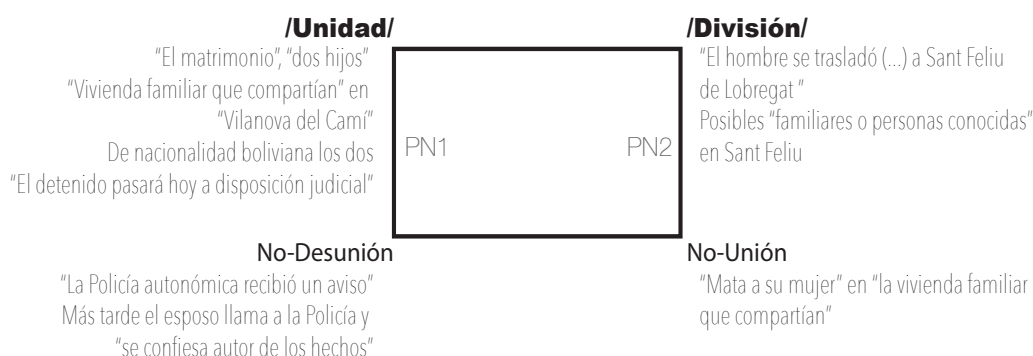 /Unidad/
"El matrimonio", "dos hijos"
"Vivienda familiar que compartían" en
"Vilanova del Camí"
De nacionalidad boliviana los dos
"El detenido pasará hoy a disposición judicial"
/División/
"El hombre se trasladó (...) a Sant Feliu
de Lobregat "
Posibles "familiares o personas conocidas"
en Sant Feliu
PN1
PN2
No-Desunión
"La Policía autonómica recibió un aviso"
Más tarde el esposo llama a la Policía y
"se confiesa autor de los hechos"
No-Unión
"Mata a su mujer" en "la vivienda familiar
que compartían"